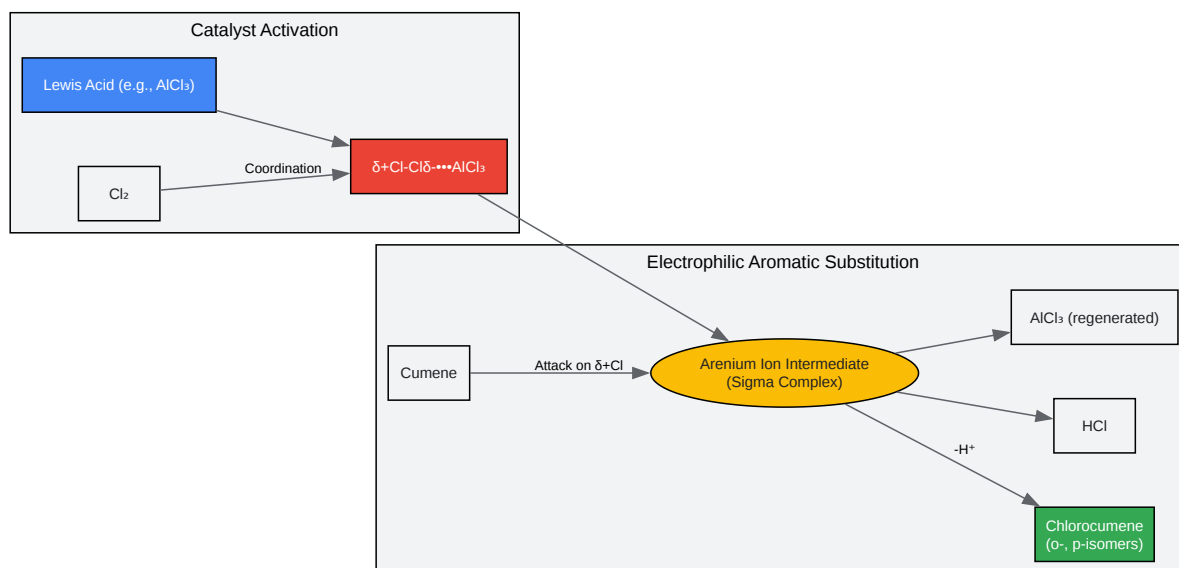 Catalyst Activation
Lewis Acid (e.g., AlCl₃)
Cl₂
Coordination
δ+Cl-Clδ-•••AlCl₃
Electrophilic Aromatic Substitution
Cumene
Attack on δ+Cl
Arenium Ion Intermediate
(Sigma Complex)
AlCl₃ (regenerated)
HCl
-H⁺
Chlorocumene
(o-, p-isomers)